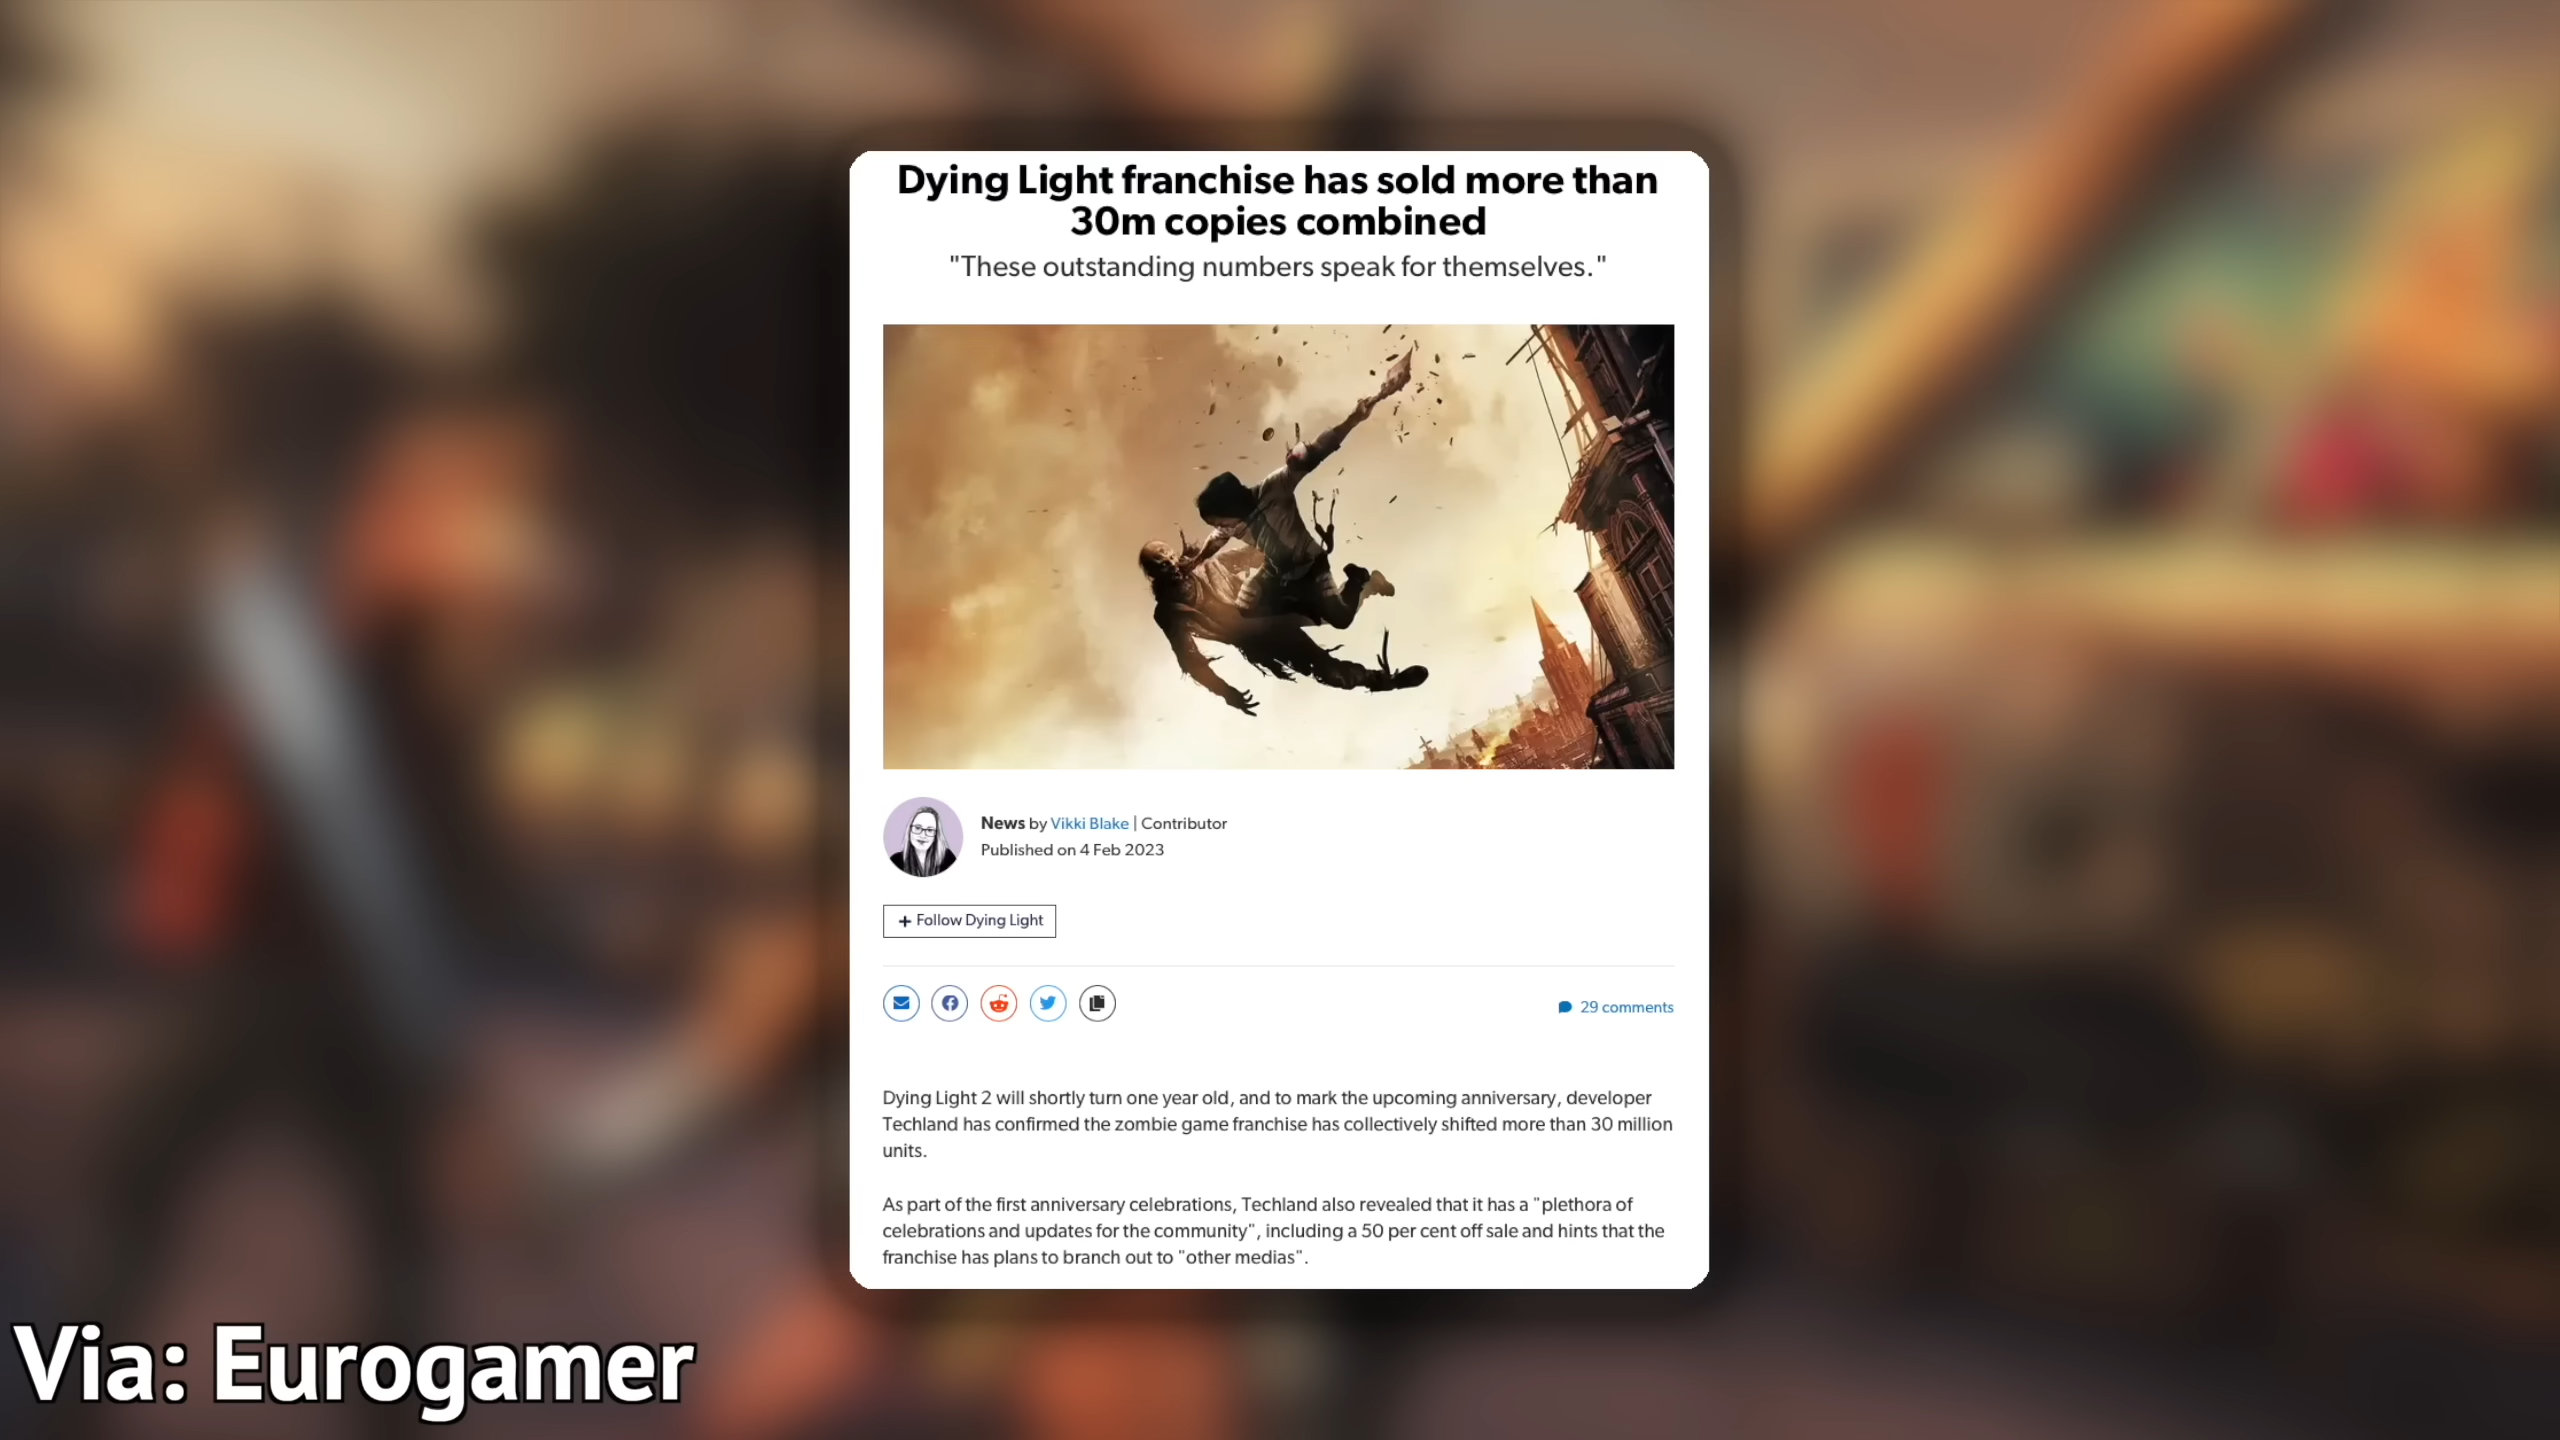 Dying Light franchise has sold more than
30m copies combined
"These outstanding numbers speak for themselves."
News by Vikki Blake | Contributor
Published on 4 Feb 2023
+ Follow Dying Light
29 comments
Dying Light 2 will shortly turn one year old, and to mark the upcoming anniversary, developer
Techland has confirmed the zombie game franchise has collectively shifted more than 30 million
units.
As part of the first anniversary celebrations, Techland also revealed that it has a "plethora of
celebrations and updates for the community", including a 50 per cent off sale and hints that the
franchise has plans to branch out to "other medias".
Via: Eurogamer